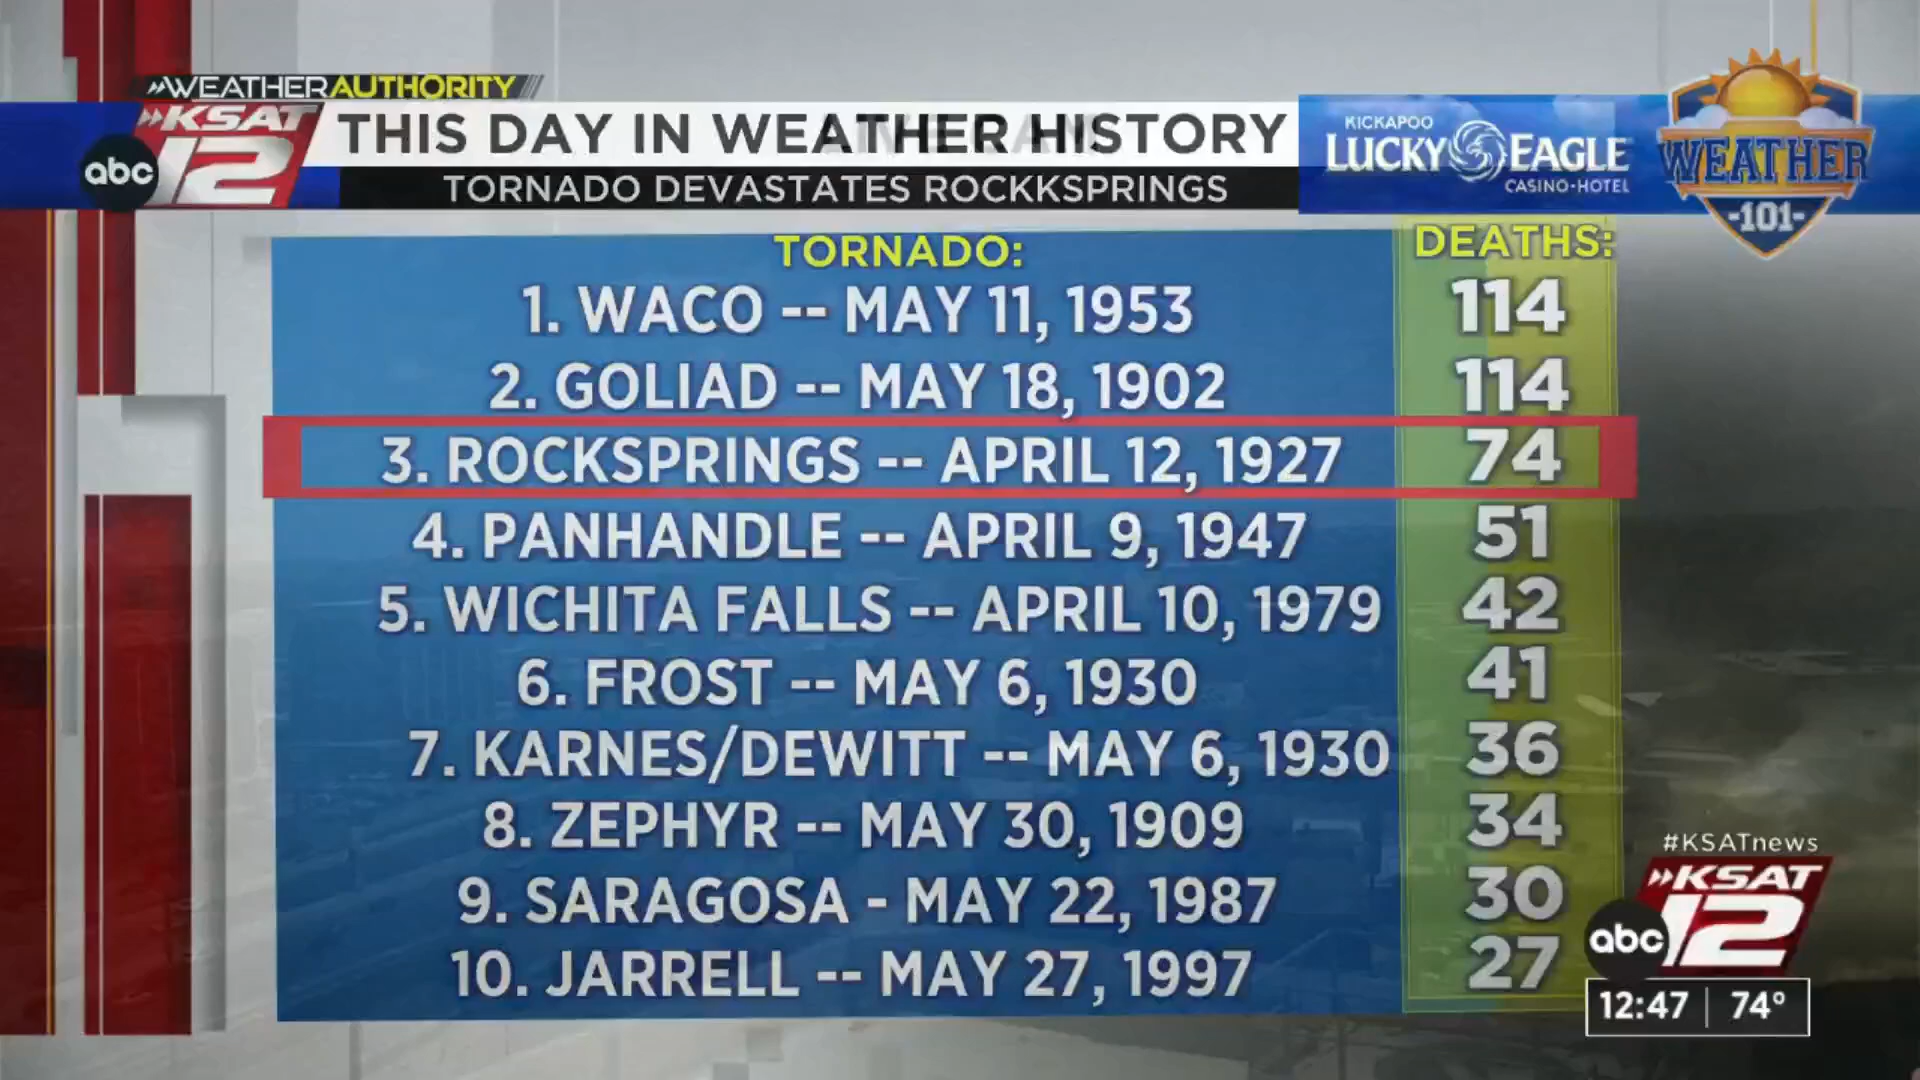 WEATHERAUTHORITY
KSAT
abc 12
THIS DAY IN WEATHER HISTORY
TORNADO DEVASTATES ROCKKSPRINGS
KICKAPOO
LUCKY EAGLE
CASINO•HOTEL
WEATHER
-101-
TORNADO: DEATHS:
1. WACO -- MAY 11, 1953 114
2. GOLIAD -- MAY 18, 1902 114
3. ROCKSPRINGS -- APRIL 12, 1927 74
4. PANHANDLE -- APRIL 9, 1947 51
5. WICHITA FALLS -- APRIL 10, 1979 42
6. FROST -- MAY 6, 1930 41
7. KARNES/DEWITT -- MAY 6, 1930 36
8. ZEPHYR -- MAY 30, 1909 34
9. SARAGOSA - MAY 22, 1987 30
10. JARRELL -- MAY 27, 1997 27
#KSATnews
KSAT
abc 12
12:47 74°